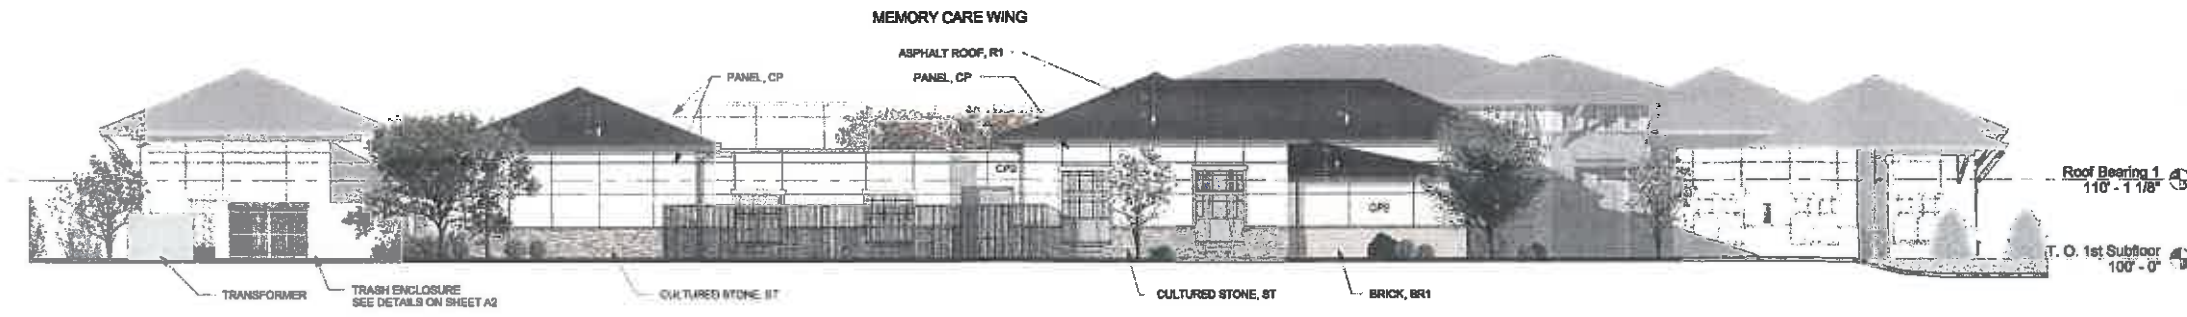 MEMORY CARE WING
ASPHALT ROOF, R1
PANEL, CP
PANEL, CP
CP2
CP2
Roof Bearing 1
110' - 1 1/8"
T. O. 1st Subfloor
100' - 0"
TRANSFORMER
TRASH ENCLOSURE
SEE DETAILS ON SHEET A2
CULTURED STONE, ST
CULTURED STONE, ST
BRICK, BR1